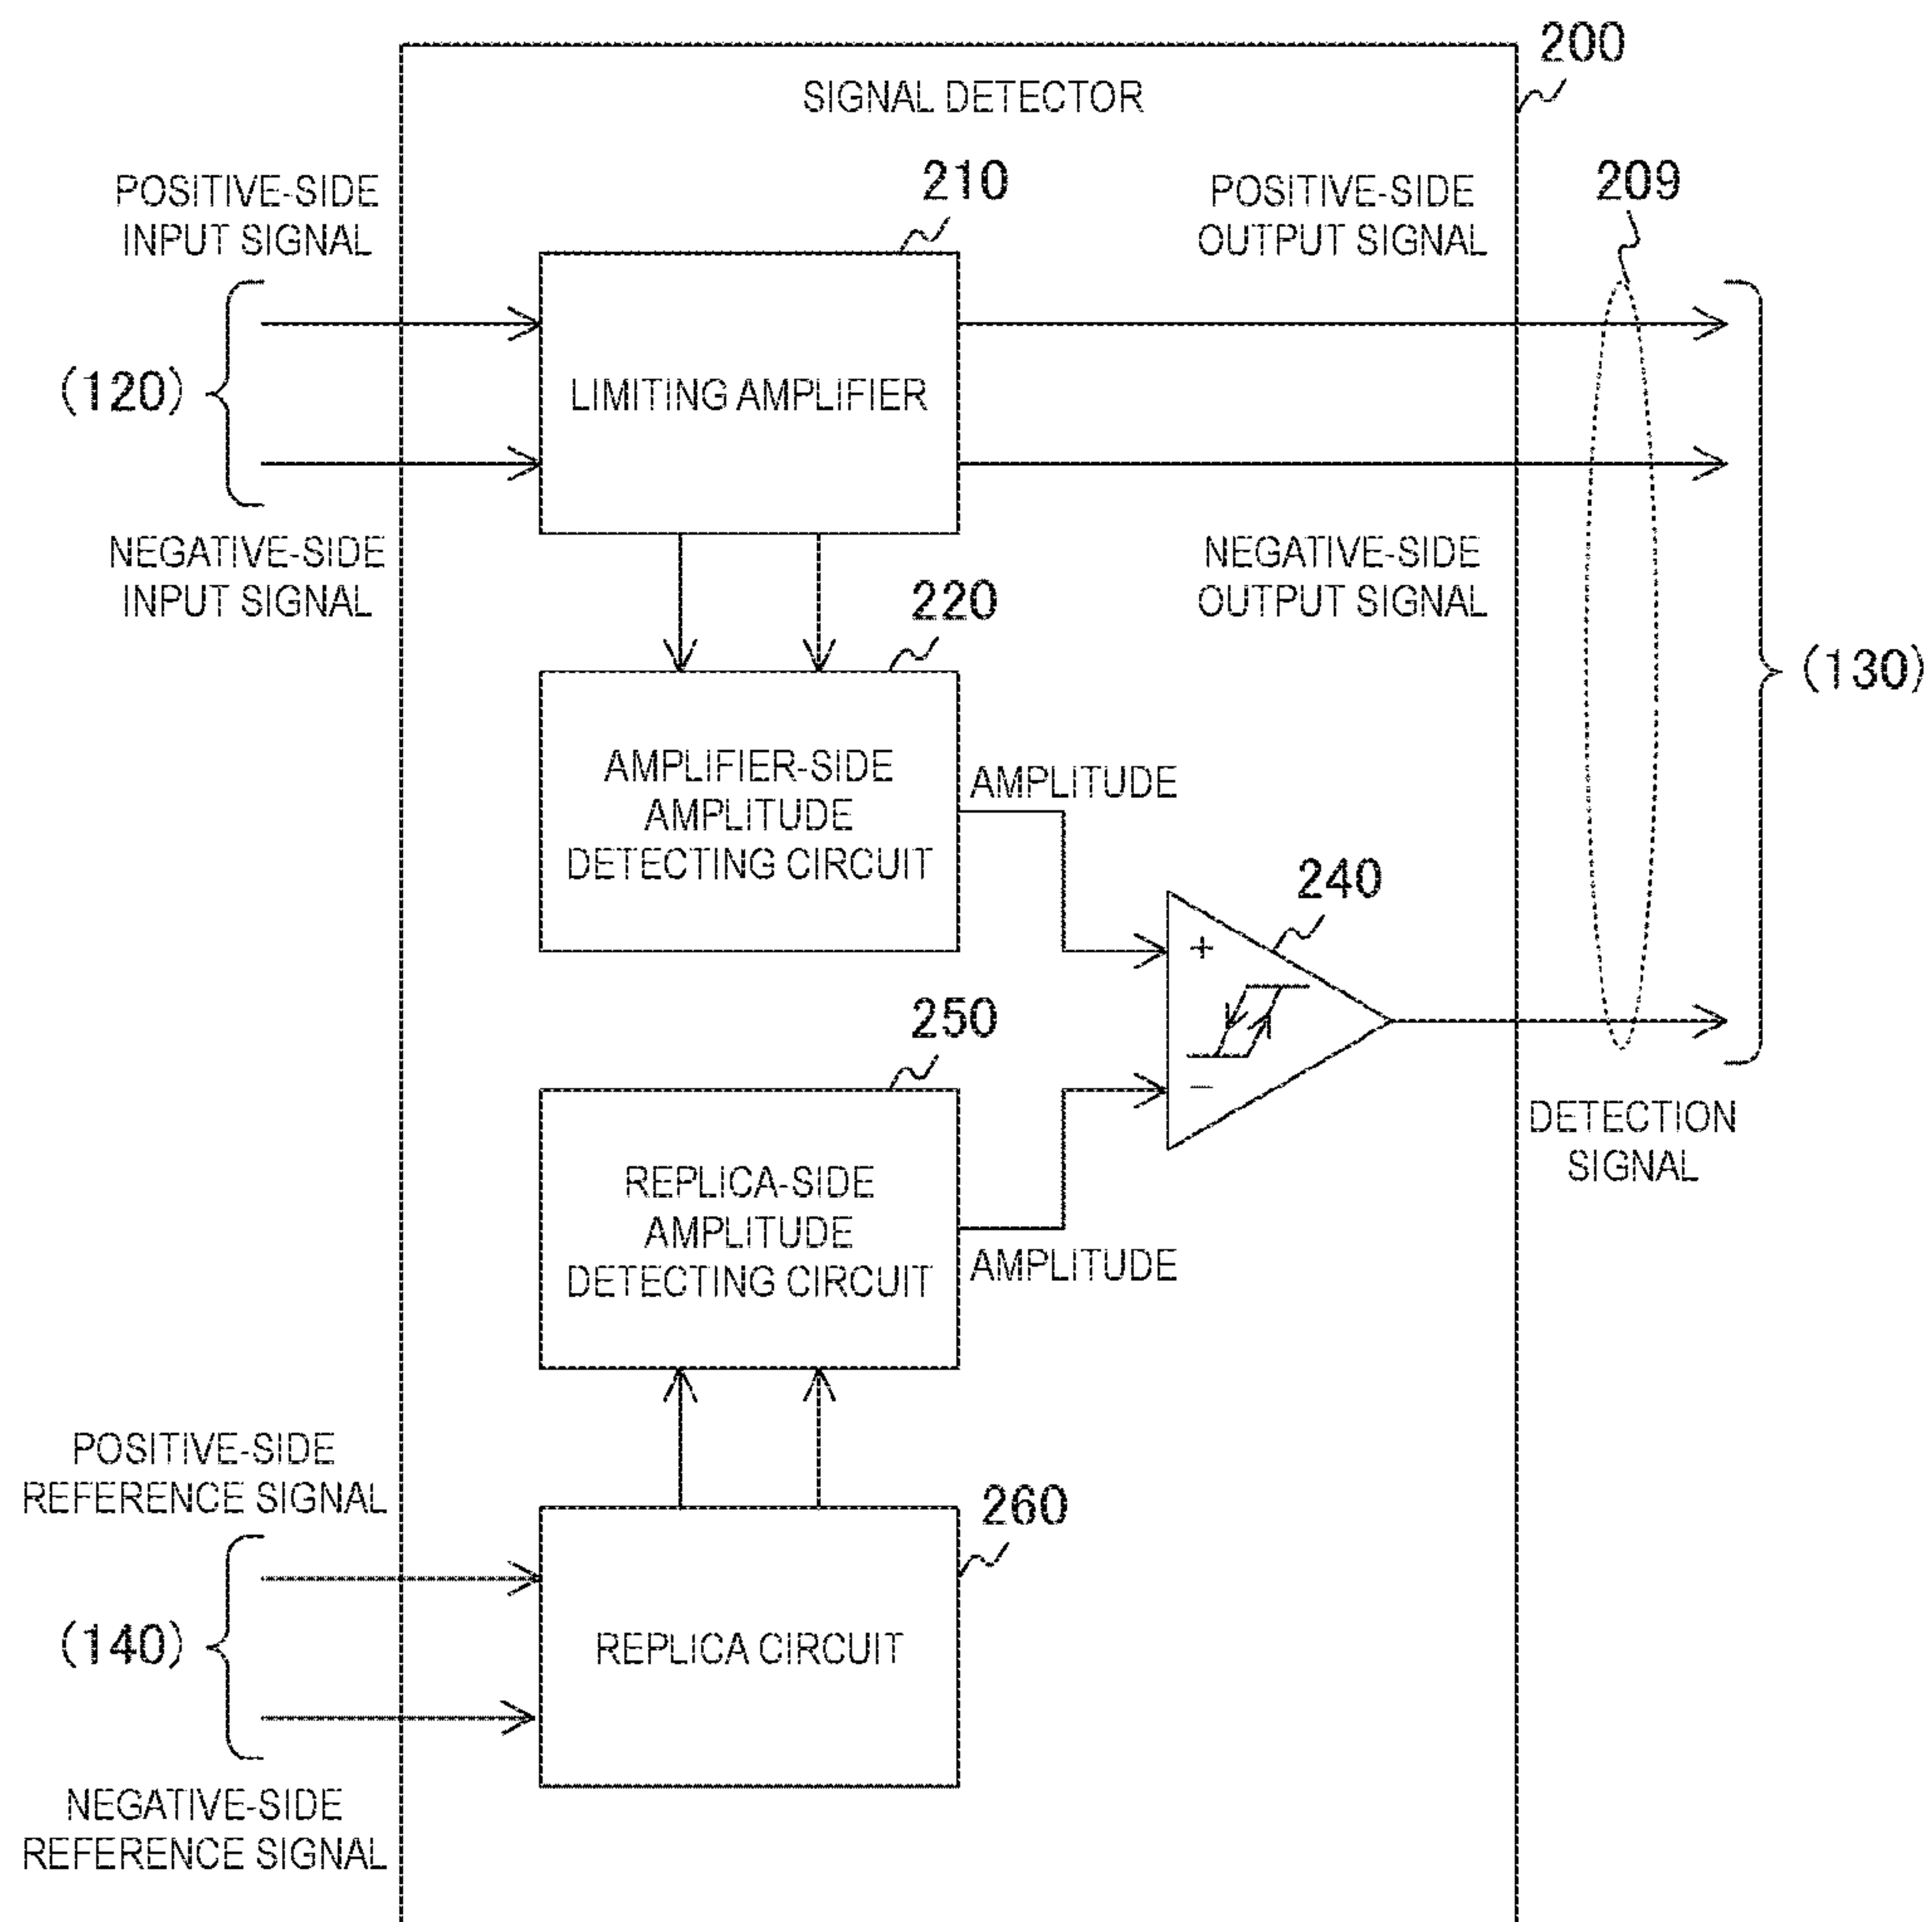 200
SIGNAL DETECTOR
POSITIVE-SIDE
INPUT SIGNAL
210
POSITIVE-SIDE
OUTPUT SIGNAL
209
(120)
LIMITING AMPLIFIER
NEGATIVE-SIDE
INPUT SIGNAL
220
NEGATIVE-SIDE
OUTPUT SIGNAL
(130)
AMPLIFIER-SIDE
AMPLITUDE
DETECTING CIRCUIT
AMPLITUDE
240
+
−
250
REPLICA-SIDE
AMPLITUDE
DETECTING CIRCUIT
AMPLITUDE
DETECTION
SIGNAL
POSITIVE-SIDE
REFERENCE SIGNAL
260
(140)
REPLICA CIRCUIT
NEGATIVE-SIDE
REFERENCE SIGNAL